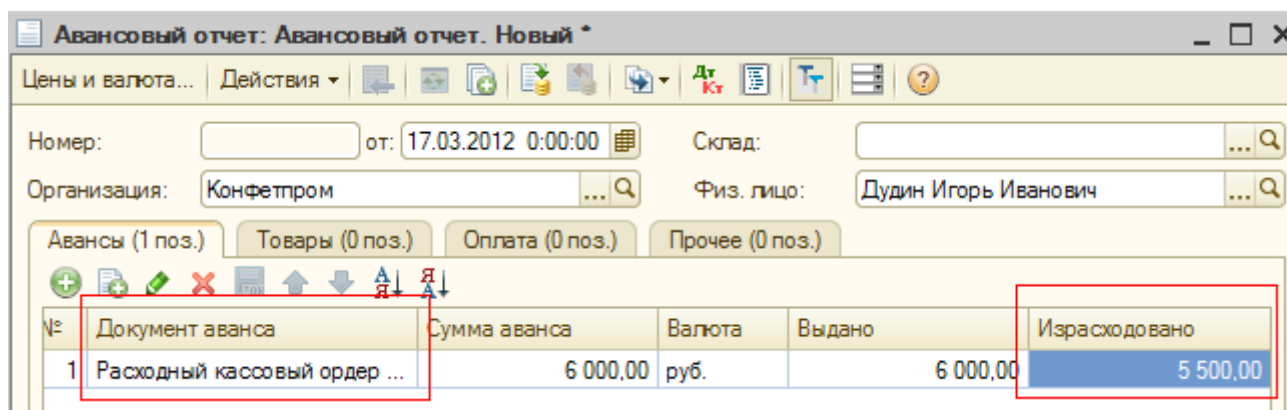 Авансовый отчет: Авансовый отчет. Новый *
Цены и валюта... Действия Дт Кт
Номер: от: 17.03.2012 0:00:00 Склад: ...
Организация: Конфетпром ... Физ. лицо: Дудин Игорь Иванович ...
Авансы (1 поз.) Товары (0 поз.) Оплата (0 поз.) Прочее (0 поз.)
№ Документ аванса Сумма аванса Валюта Выдано Израсходовано
1 Расходный кассовый ордер ... 6 000,00 руб. 6 000,00 5 500,00